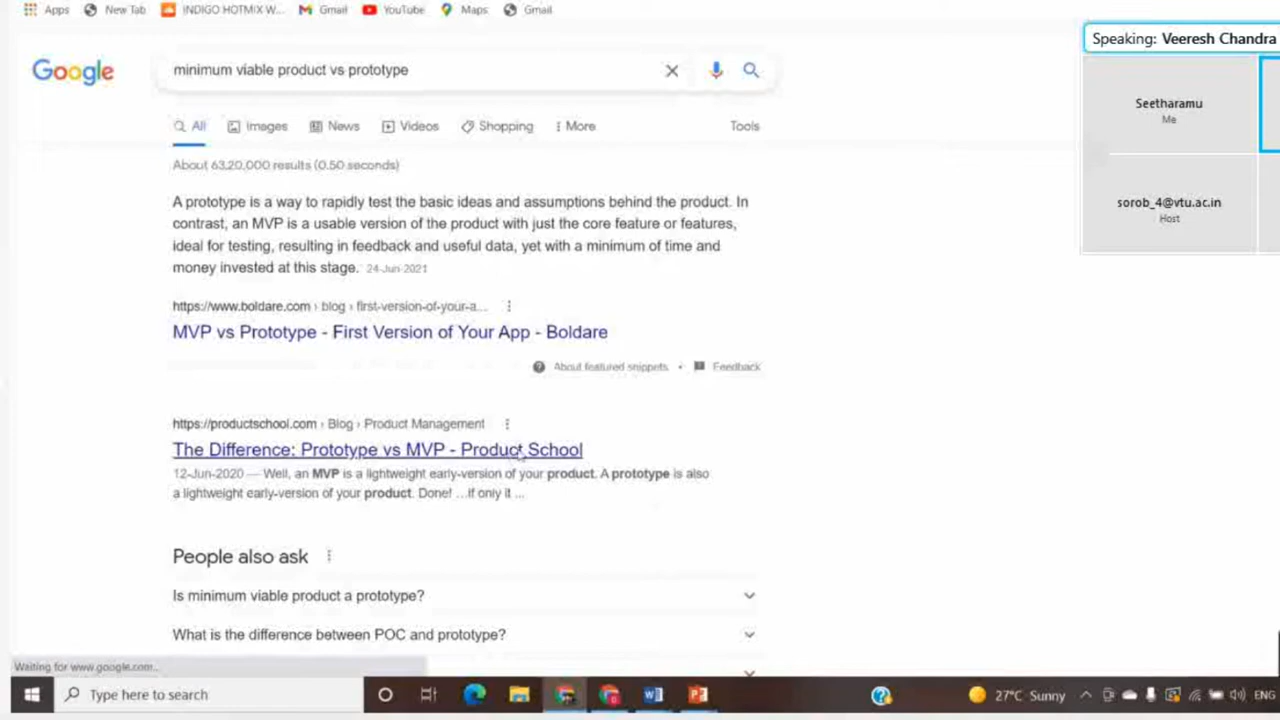 Apps New Tab INDIGO HOTMIX W... Gmail YouTube Maps Gmail
Speaking: Veeresh Chandra
Google
minimum viable product vs prototype
Seetharamu
Me
All Images News Videos Shopping More Tools
About 63,20,000 results (0.50 seconds)
A prototype is a way to rapidly test the basic ideas and assumptions behind the product. In
contrast, an MVP is a usable version of the product with just the core feature or features,
ideal for testing, resulting in feedback and useful data, yet with a minimum of time and
money invested at this stage. 24-Jun-2021
sorob_4@vtu.ac.in
Host
https://www.boldare.com › blog › first-version-of-your-a...
MVP vs Prototype - First Version of Your App - Boldare
About featured snippets • Feedback
https://productschool.com › Blog › Product Management
The Difference: Prototype vs MVP - Product School
12-Jun-2020 — Well, an MVP is a lightweight early-version of your product. A prototype is also
a lightweight early-version of your product. Done! ...If only it ...
People also ask
Is minimum viable product a prototype?
What is the difference between POC and prototype?
Waiting for www.google.com...
Type here to search
27°C Sunny
ENG